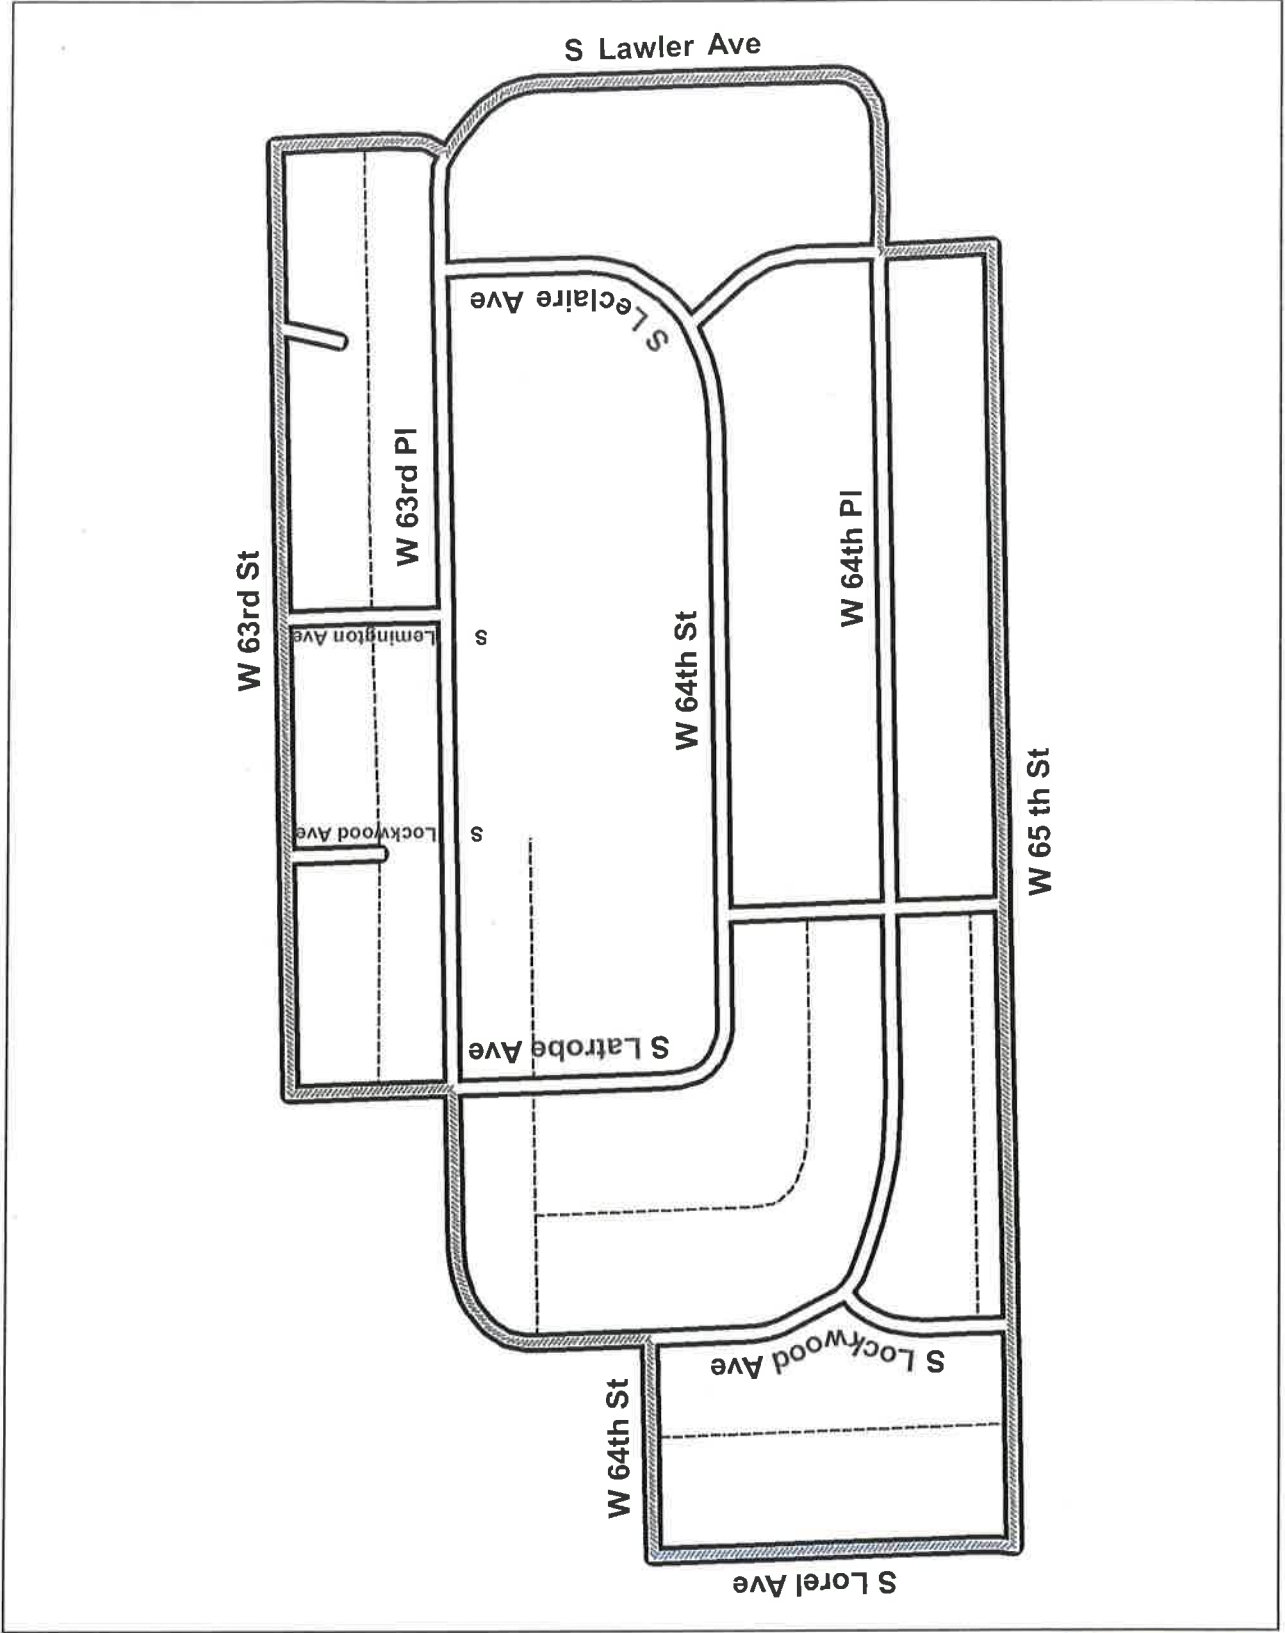 S Lawler Ave
S Leclaire Ave
W 63rd Pl
W 63rd St
W 64th Pl
S Lemington Ave
W 64th St
S Lockwood Ave
W 65 th St
S Latrobe Ave
S Lockwood Ave
W 64th St
S Lorel Ave